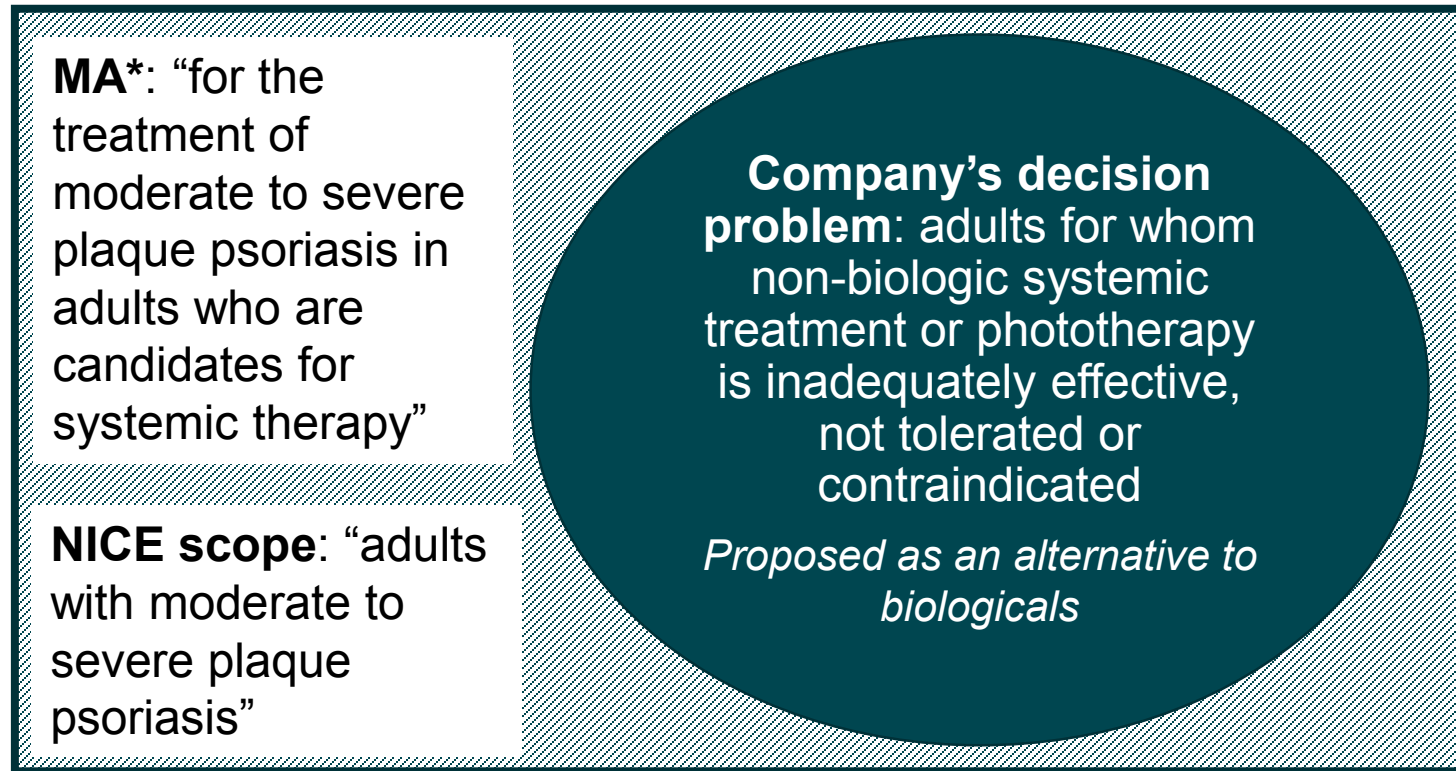 MA*: “for the
treatment of
moderate to severe
plaque psoriasis in
adults who are
candidates for
systemic therapy”
NICE scope: “adults
with moderate to
severe plaque
psoriasis”
Company’s decision
problem: adults for whom
non-biologic systemic
treatment or phototherapy
is inadequately effective,
not tolerated or
contraindicated
Proposed as an alternative to
biologicals